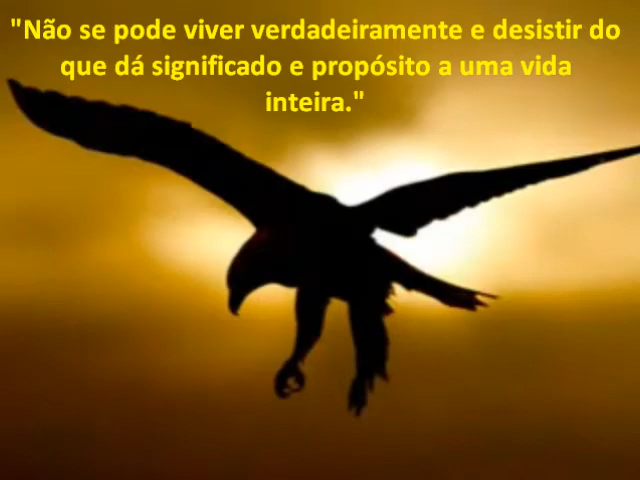 "Não se pode viver verdadeiramente e desistir do
que dá significado e propósito a uma vida
inteira."